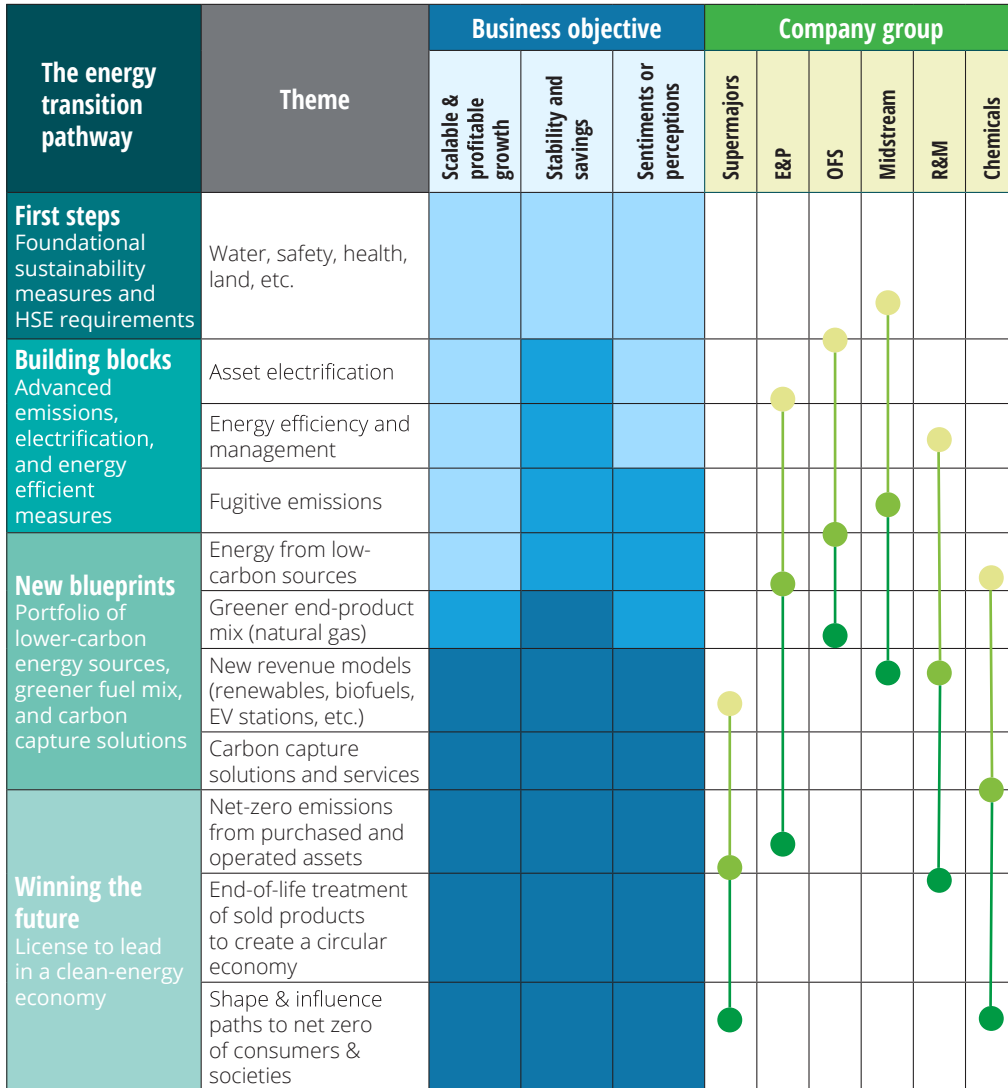 The energy
transition
pathway
Theme
Business objective
Company group
Scalable &
profitable
growth
Stability and
savings
Sentiments or
perceptions
Supermajors
E&P
OFS
Midstream
R&M
Chemicals
First steps
Foundational
sustainability
measures and
HSE requirements
Water, safety, health,
land, etc.
Building blocks
Advanced
emissions,
electrification,
and energy
efficient
measures
Asset electrification
Energy efficiency and
management
Fugitive emissions
New blueprints
Portfolio of
lower-carbon
energy sources,
greener fuel mix,
and carbon
capture solutions
Energy from low-
carbon sources
Greener end-product
mix (natural gas)
New revenue models
(renewables, biofuels,
EV stations, etc.)
Carbon capture
solutions and services
Winning the
future
License to lead
in a clean-energy
economy
Net-zero emissions
from purchased and
operated assets
End-of-life treatment
of sold products
to create a circular
economy
Shape & influence
paths to net zero
of consumers &
societies